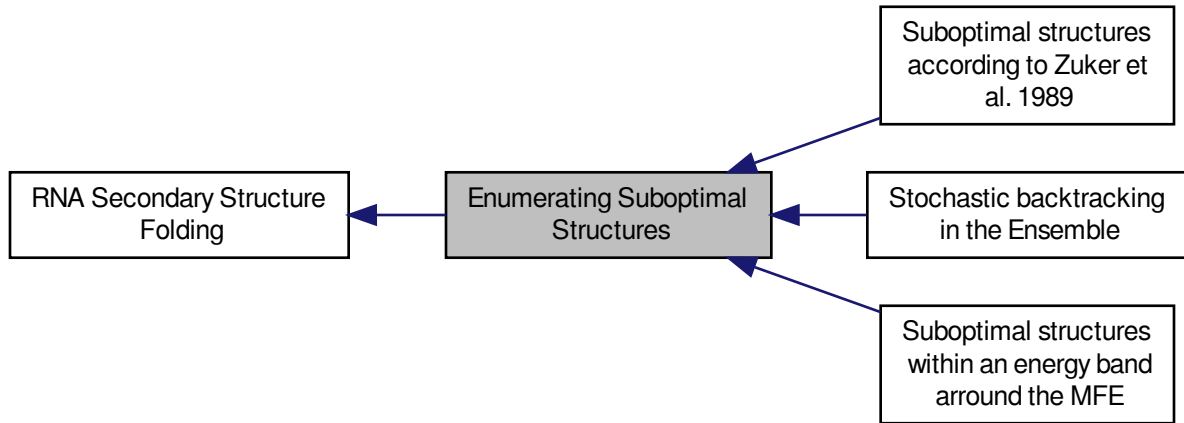 RNA Secondary Structure
Folding
Enumerating Suboptimal
Structures
Suboptimal structures
according to Zuker et
al. 1989
Stochastic backtracking
in the Ensemble
Suboptimal structures
within an energy band
arround the MFE